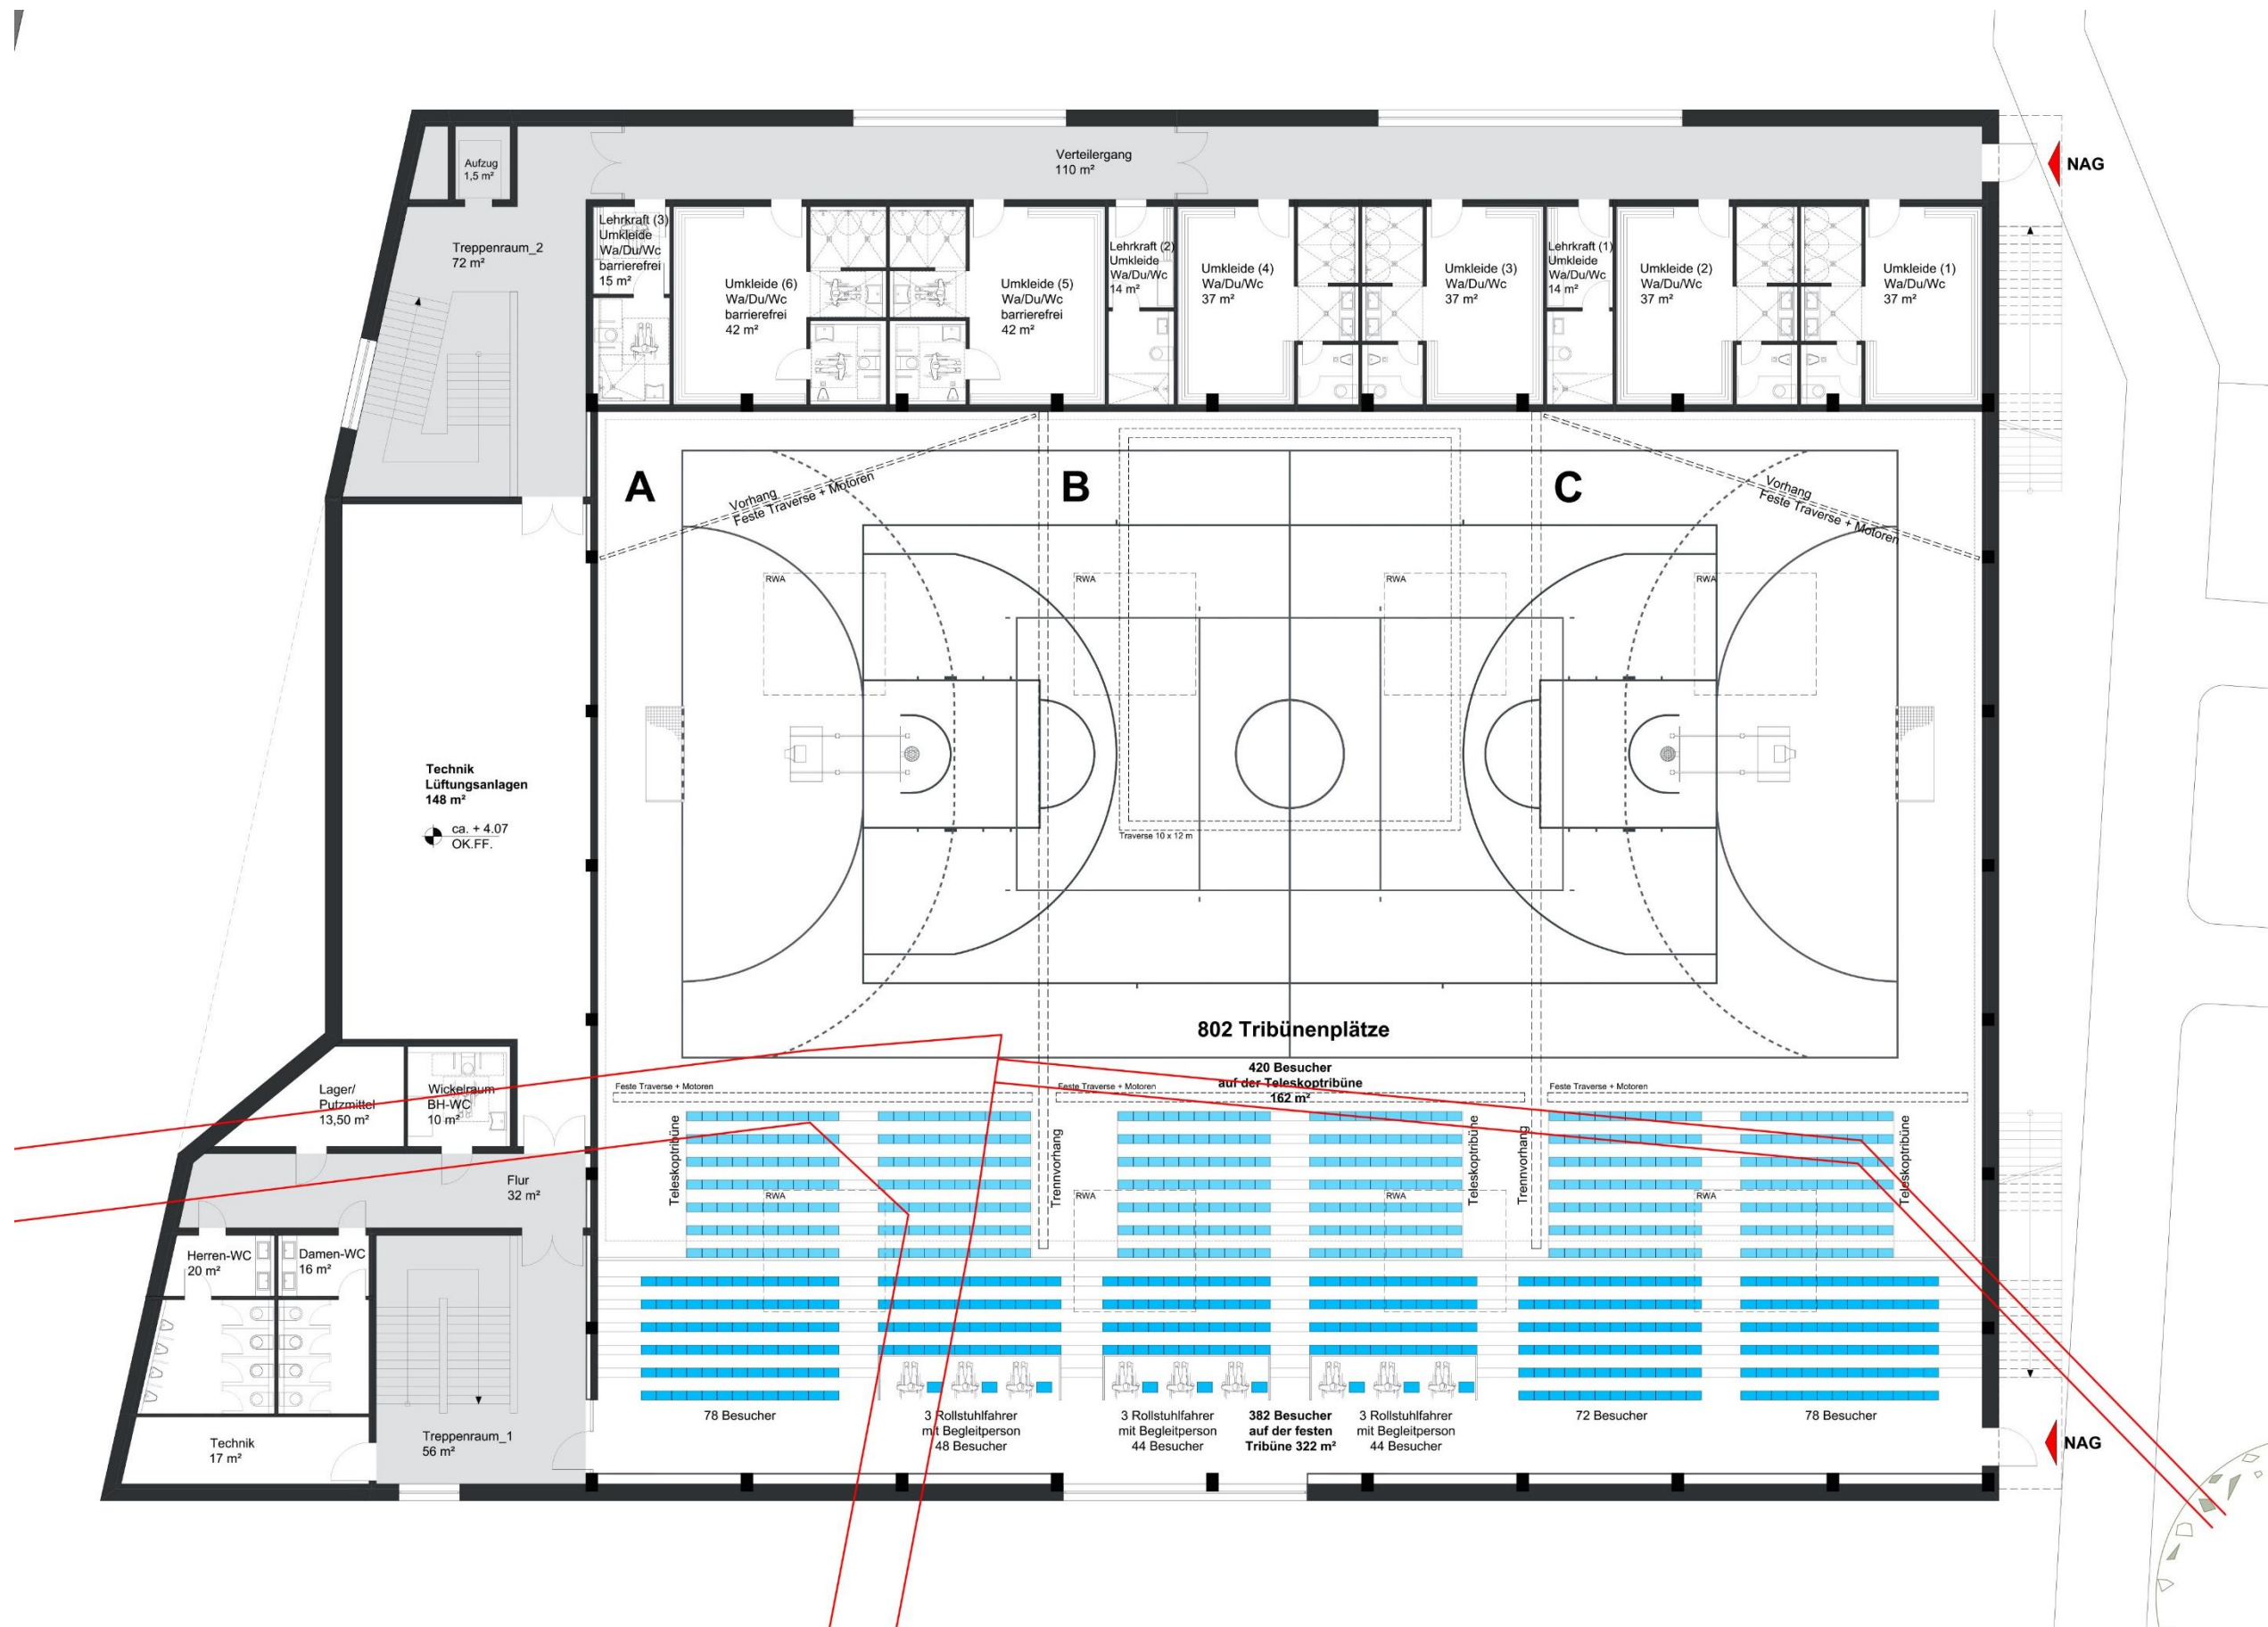 Aufzug
1,5 m²
Verteilergang
110 m²
NAG
Treppenraum_2
72 m²
Lehrkraft (3)
Umkleide
Wa/Du/Wc
barrierefrei
15 m²
Umkleide (6)
Wa/Du/Wc
barrierefrei
42 m²
Umkleide (5)
Wa/Du/Wc
barrierefrei
42 m²
Lehrkraft (2)
Umkleide
Wa/Du/Wc
14 m²
Umkleide (4)
Wa/Du/Wc
37 m²
Umkleide (3)
Wa/Du/Wc
37 m²
Lehrkraft (1)
Umkleide
Wa/Du/Wc
14 m²
Umkleide (2)
Wa/Du/Wc
37 m²
Umkleide (1)
Wa/Du/Wc
37 m²
A
B
C
Vorhang
Feste Traverse + Motoren
Vorhang
Feste Traverse + Motoren
RWA
RWA
RWA
RWA
Technik
Lüftungsanlagen
148 m²
ca. + 4.07
OK.FF.
Traverse 10 x 12 m
802 Tribünenplätze
420 Besucher
auf der Teleskoptribüne
162 m²
Feste Traverse + Motoren
Feste Traverse + Motoren
Feste Traverse + Motoren
Lager/
Putzmittel
13,50 m²
Wickelraum
BH-WC
10 m²
Teleskoptribüne
Trennvorhang
Teleskoptribüne
Trennvorhang
Teleskoptribüne
Flur
32 m²
RWA
RWA
RWA
RWA
Herren-WC
20 m²
Damen-WC
16 m²
Technik
17 m²
Treppenraum_1
56 m²
78 Besucher
3 Rollstuhlfahrer
mit Begleitperson
48 Besucher
3 Rollstuhlfahrer
mit Begleitperson
44 Besucher
382 Besucher
auf der festen
Tribüne 322 m²
3 Rollstuhlfahrer
mit Begleitperson
44 Besucher
72 Besucher
78 Besucher
NAG